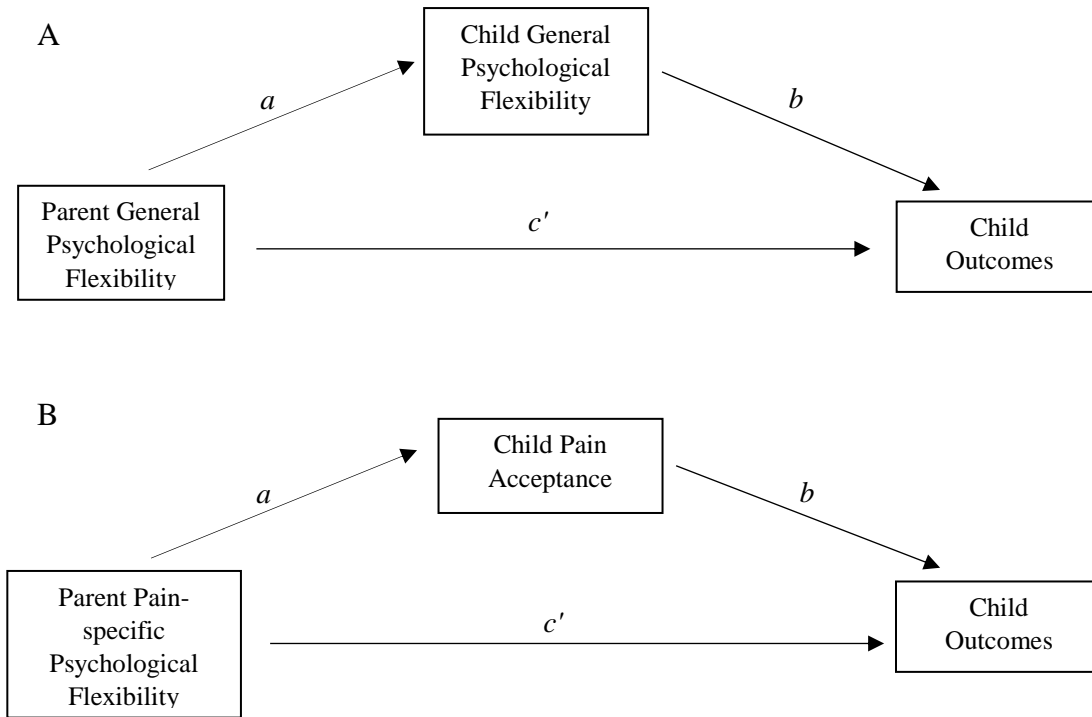 A
Child General
Psychological
Flexibility
a
b
Parent General
Psychological
Flexibility
c'
Child
Outcomes
B
Child Pain
Acceptance
a
b
Parent Pain-
specific
Psychological
Flexibility
c'
Child
Outcomes